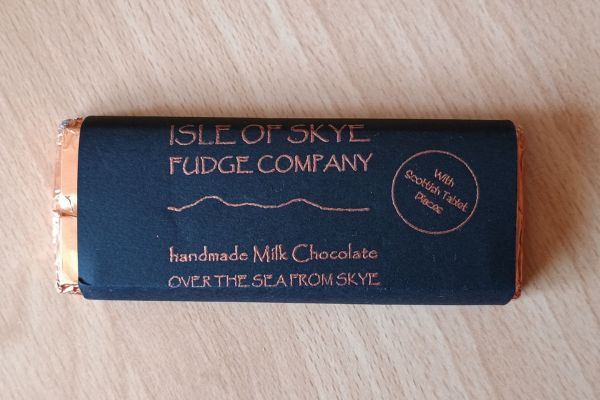 ISLE OF SKYE
FUDGE COMPANY
With
Scottish Tablet
Pieces
handmade Milk Chocolate
OVER THE SEA FROM SKYE